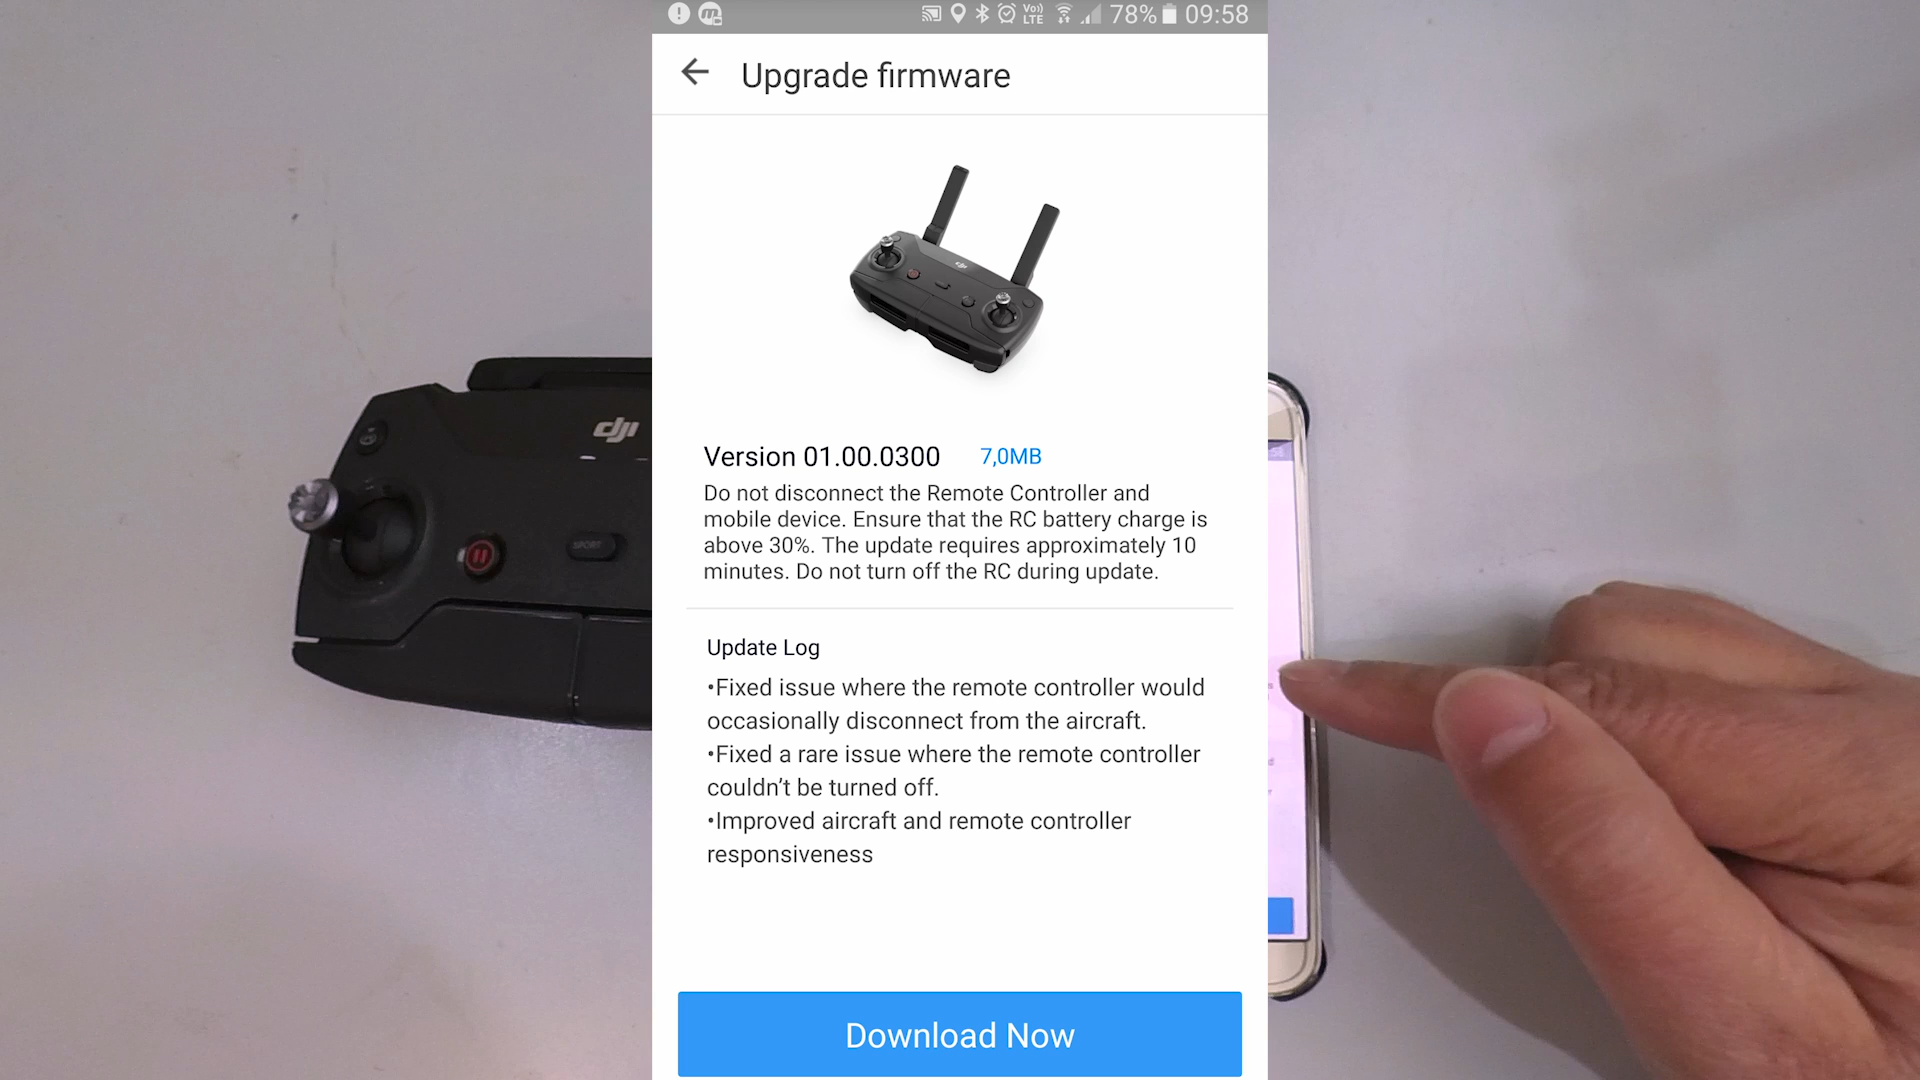 Vo))
LTE
78%
09:58
Upgrade firmware
dji
Version 01.00.0300 7,0MB
Do not disconnect the Remote Controller and
mobile device. Ensure that the RC battery charge is
above 30%. The update requires approximately 10
minutes. Do not turn off the RC during update.
SPORT
Update Log
•Fixed issue where the remote controller would
occasionally disconnect from the aircraft.
•Fixed a rare issue where the remote controller
couldn’t be turned off.
•Improved aircraft and remote controller
responsiveness
Download Now